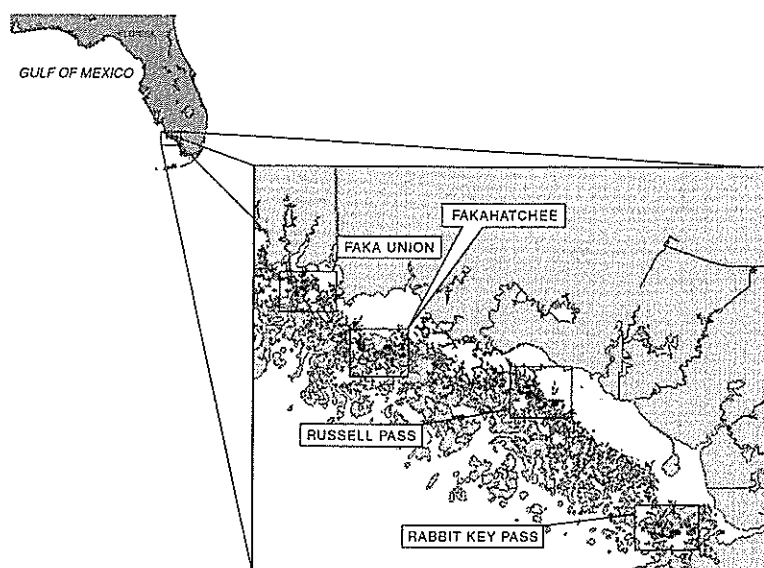 GULF OF MEXICO
FAKAHATCHEE
FAKA UNION
RUSSELL PASS
RABBIT KEY PASS